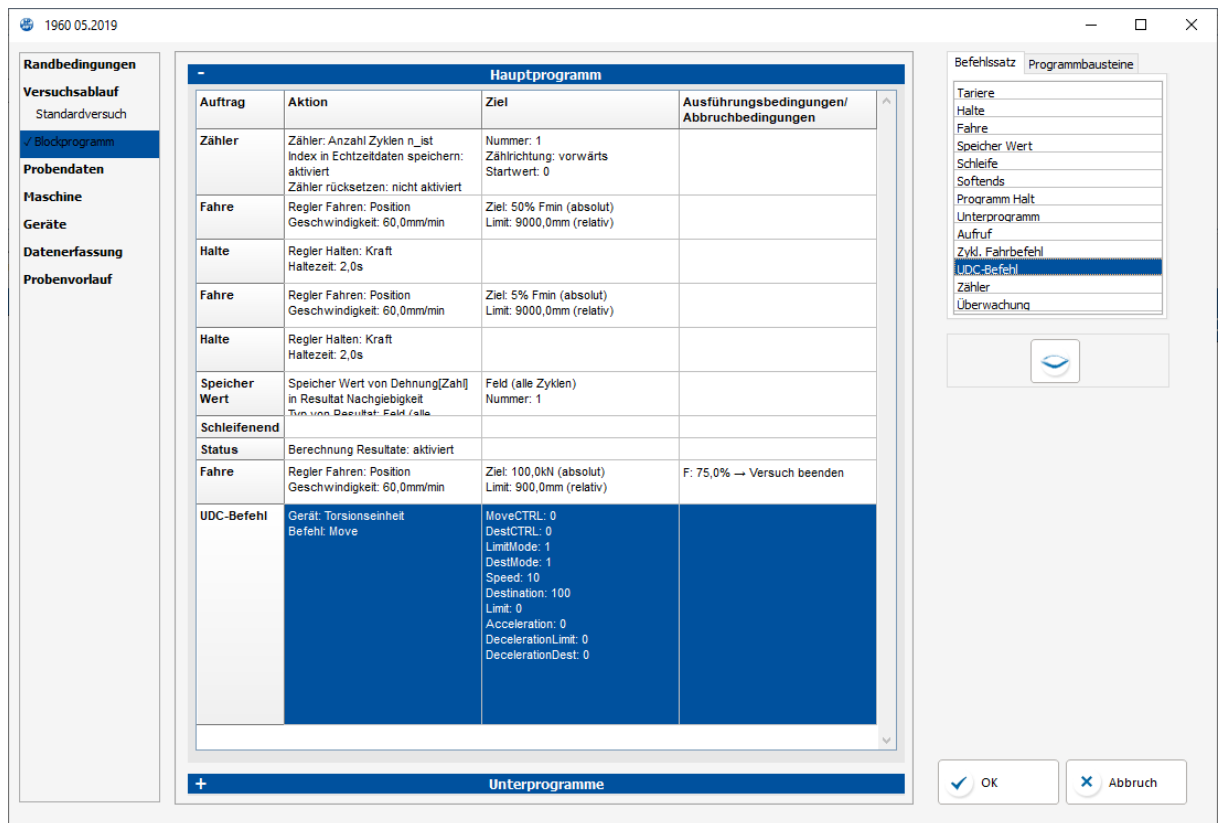 1960 05.2019
Randbedingungen
Versuchsablauf
Standardversuch
✓ Blockprogramm
Probendaten
Maschine
Geräte
Datenerfassung
Probenvorlauf
- Hauptprogramm
Auftrag
Aktion
Ziel
Ausführungsbedingungen/
Abbruchbedingungen
Zähler
Zähler: Anzahl Zyklen n_ist
Index in Echtzeitdaten speichern:
aktiviert
Zähler rücksetzen: nicht aktiviert
Nummer: 1
Zählrichtung: vorwärts
Startwert: 0
Fahre
Regler Fahren: Position
Geschwindigkeit: 60,0mm/min
Ziel: 50% Fmin (absolut)
Limit: 9000,0mm (relativ)
Halte
Regler Halten: Kraft
Haltezeit: 2,0s
Fahre
Regler Fahren: Position
Geschwindigkeit: 60,0mm/min
Ziel: 5% Fmin (absolut)
Limit: 9000,0mm (relativ)
Halte
Regler Halten: Kraft
Haltezeit: 2,0s
Speicher
Wert
Speicher Wert von Dehnung[Zahl]
in Resultat Nachgiebigkeit
Typ von Resultat: Feld (alle
Feld (alle Zyklen)
Nummer: 1
Schleifenend
Status
Berechnung Resultate: aktiviert
Fahre
Regler Fahren: Position
Geschwindigkeit: 60,0mm/min
Ziel: 100,0kN (absolut)
Limit: 900,0mm (relativ)
F: 75,0% → Versuch beenden
UDC-Befehl
Gerät: Torsionseinheit
Befehl: Move
MoveCTRL: 0
DestCTRL: 0
LimitMode: 1
DestMode: 1
Speed: 10
Destination: 100
Limit: 0
Acceleration: 0
DecelerationLimit: 0
DecelerationDest: 0
+ Unterprogramme
Befehlssatz
Programmbausteine
Tariere
Halte
Fahre
Speicher Wert
Schleife
Softends
Programm Halt
Unterprogramm
Aufruf
Zykl. Fahrbefehl
UDC-Befehl
Zähler
Überwachung
OK
Abbruch